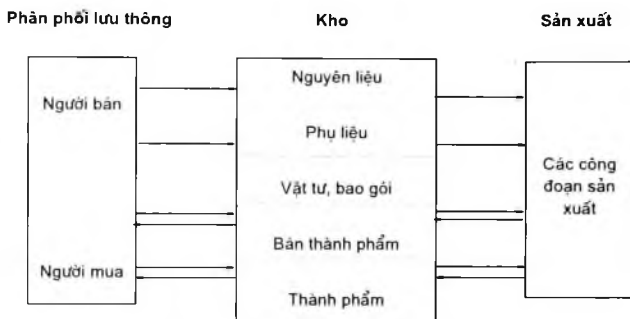 Phân phối lưu thông
Kho
Sản xuất
Người bán
Người mua
Nguyên liệu
Phụ liệu
Vật tư, bao gói
Bán thành phẩm
Thành phẩm
Các công
đoạn sản
xuất